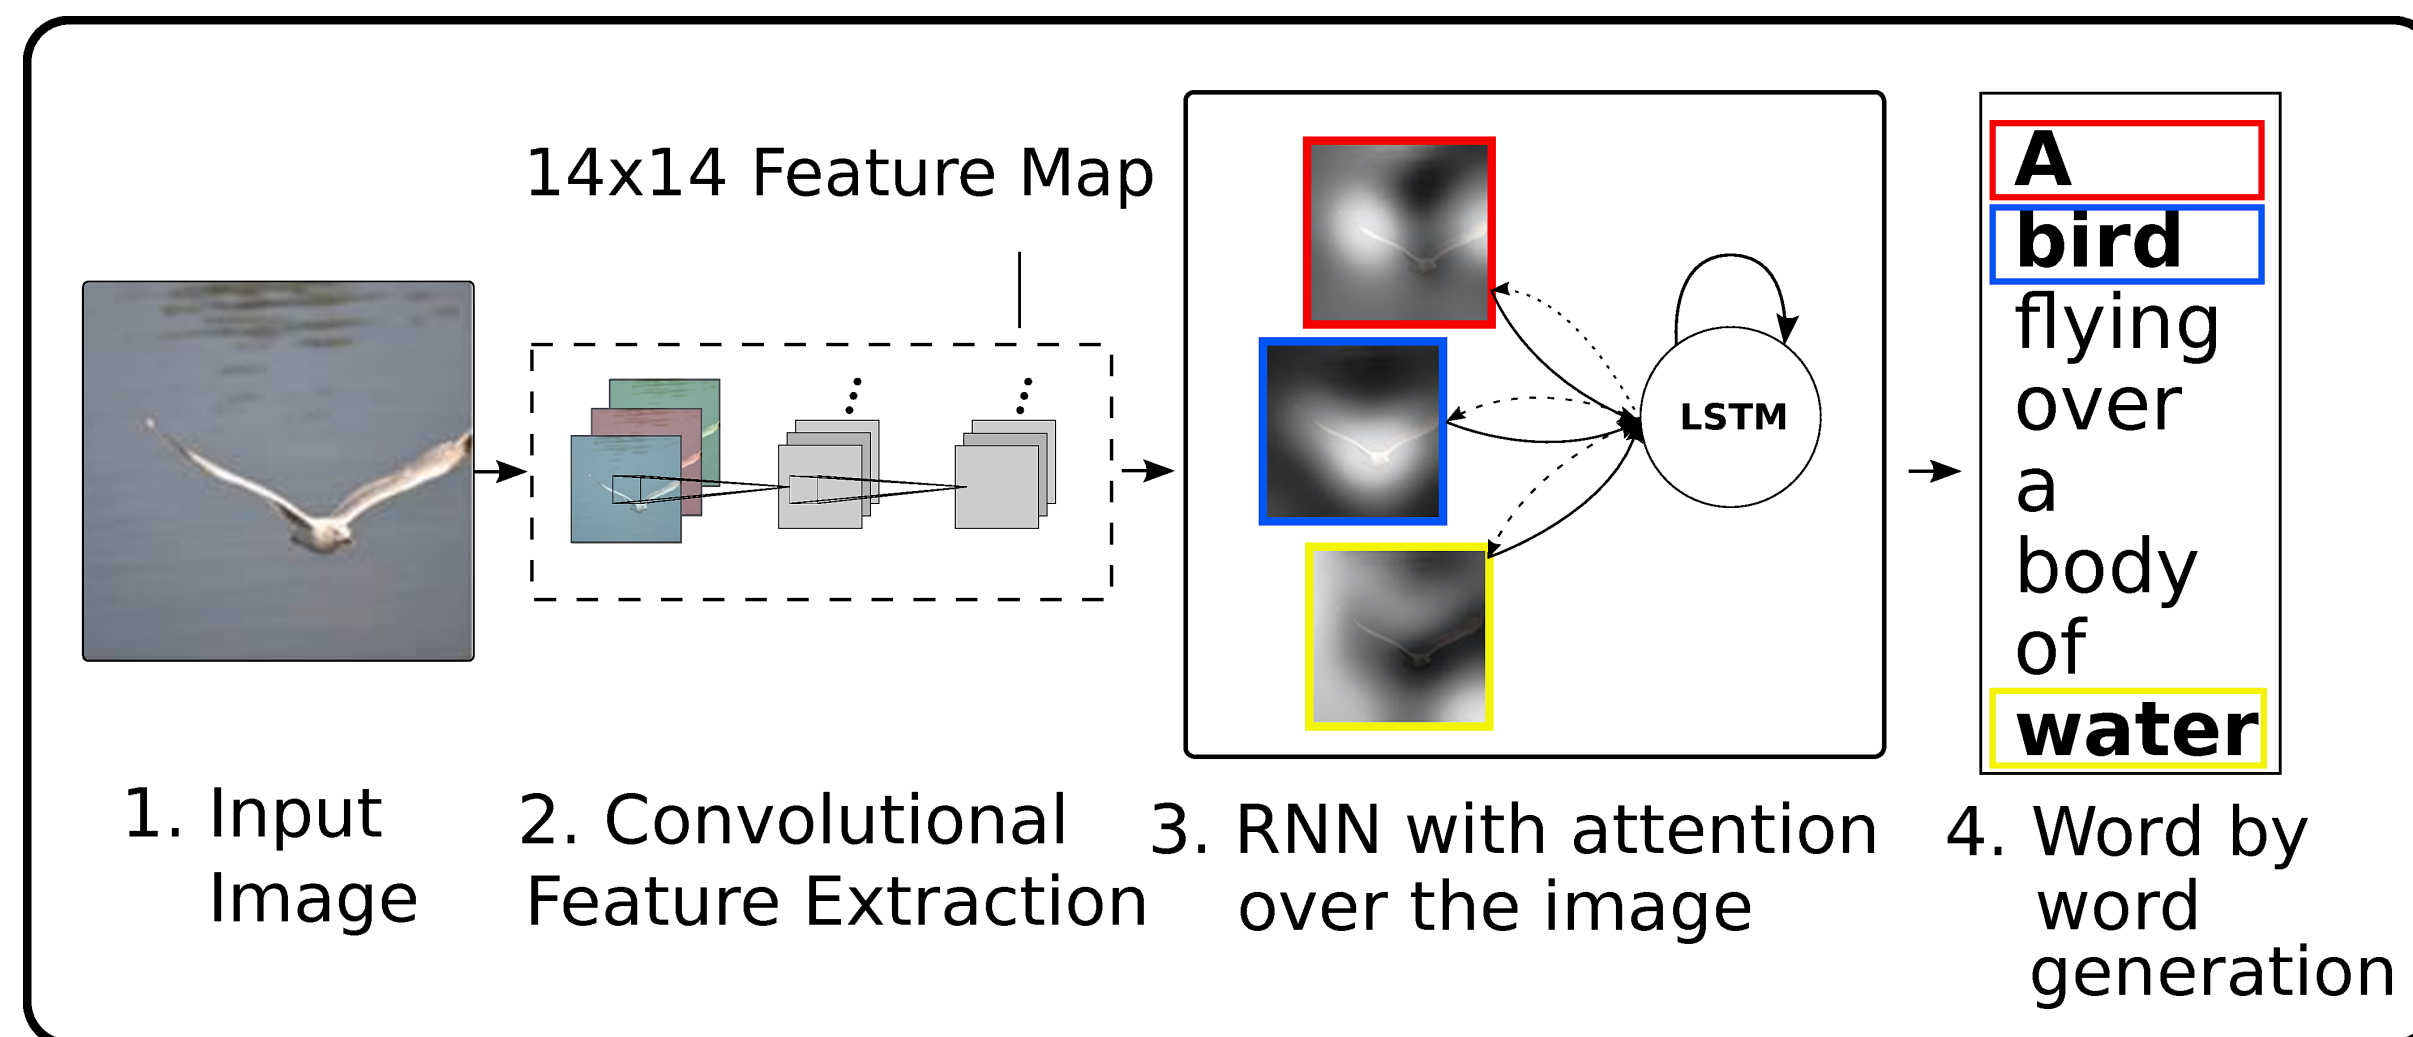 14x14 Feature Map
LSTM
A
bird
flying
over
a
body
of
water
1. Input
Image
2. Convolutional
Feature Extraction
3. RNN with attention
over the image
4. Word by
word
generation